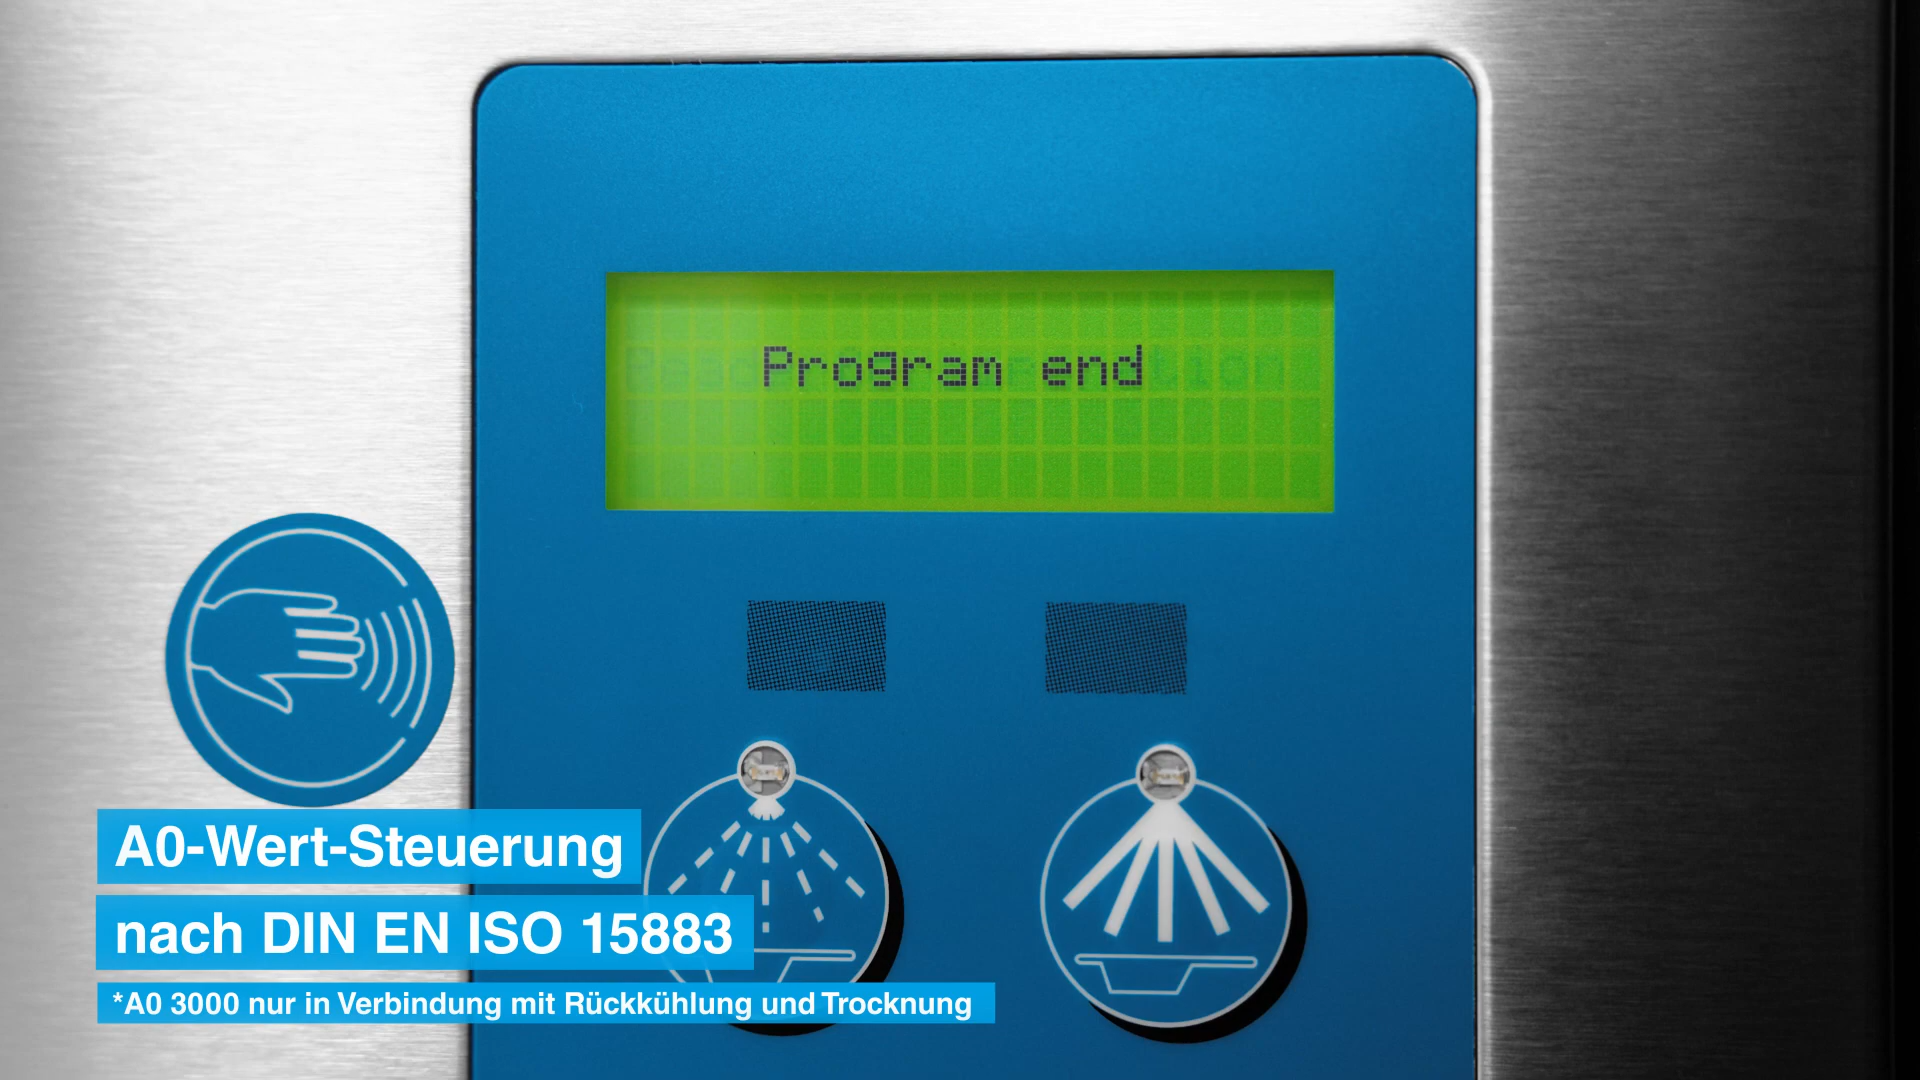 Program end
A0-Wert-Steuerung
nach DIN EN ISO 15883
*A0 3000 nur in Verbindung mit Rückkühlung und Trocknung